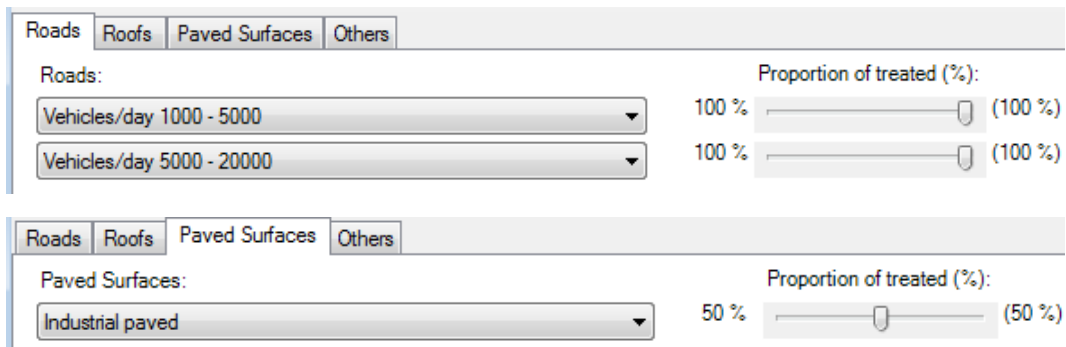 Roads Roofs Paved Surfaces Others
Roads: Proportion of treated (%):
Vehicles/day 1000 - 5000 100 % (100 %)
Vehicles/day 5000 - 20000 100 % (100 %)
Roads Roofs Paved Surfaces Others
Paved Surfaces: Proportion of treated (%):
Industrial paved 50 % (50 %)